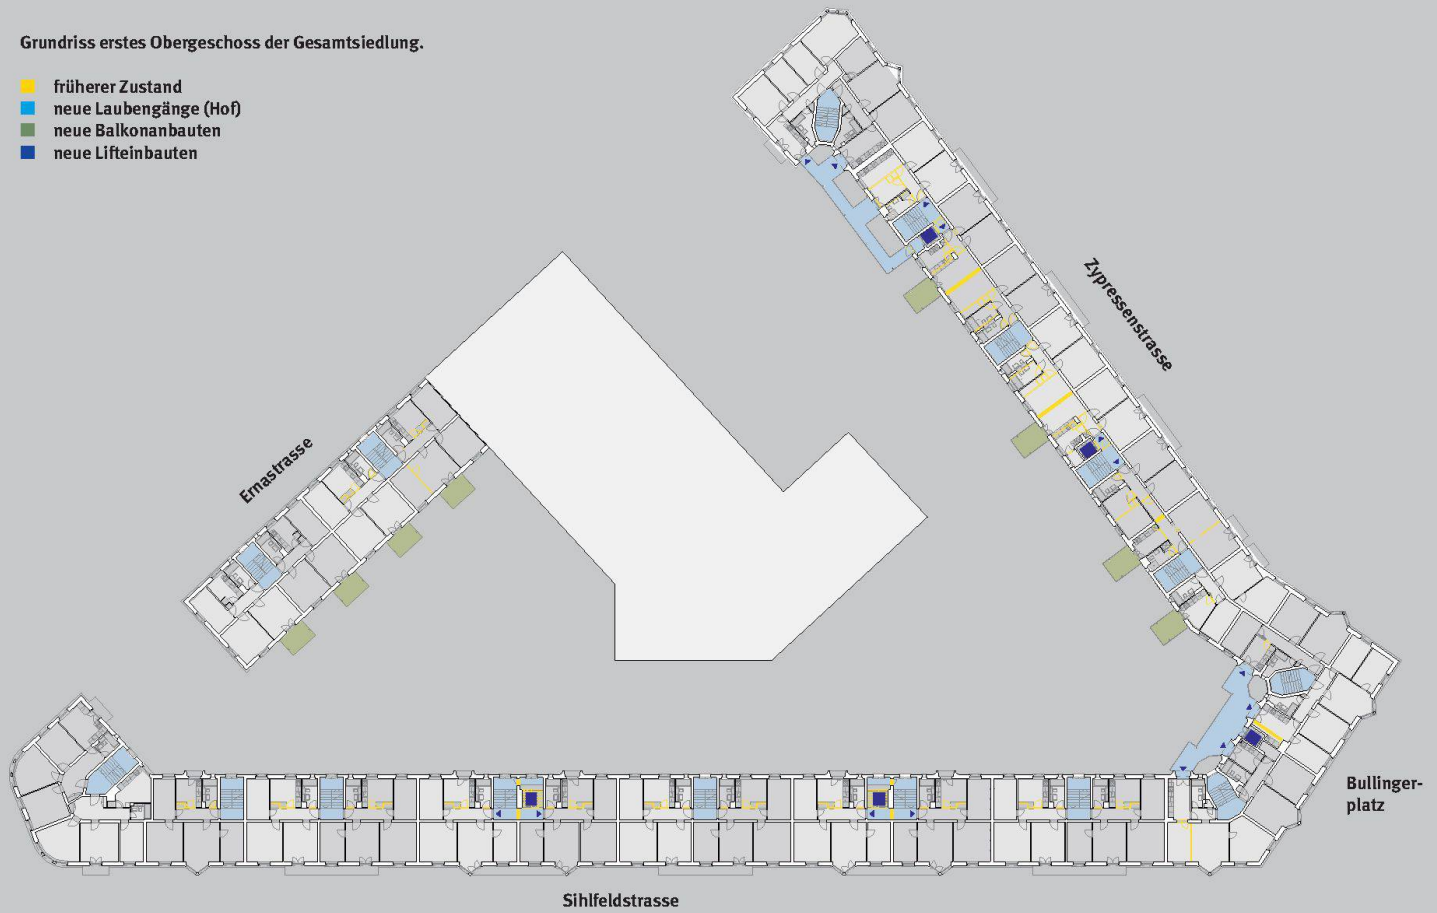 Grundriss erstes Obergeschoss der Gesamtsiedlung.
früherer Zustand
neue Laubengänge (Hof)
neue Balkonanbauten
neue Lifteinbauten
Zypressenstrasse
Ernastrasse
Bullinger-
platz
Sihlfeldstrasse